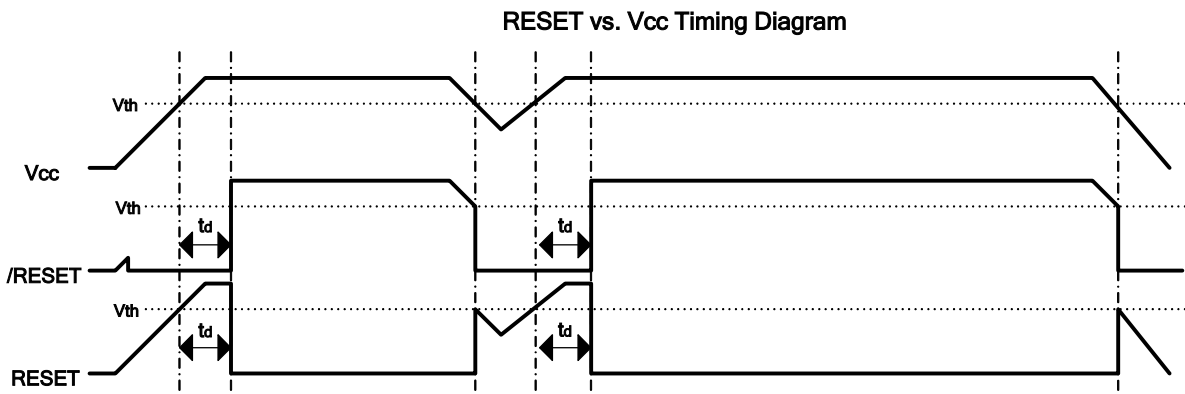 RESET vs. Vcc Timing Diagram
Vth
Vcc
Vth
td
td
/RESET
Vth
td
td
RESET